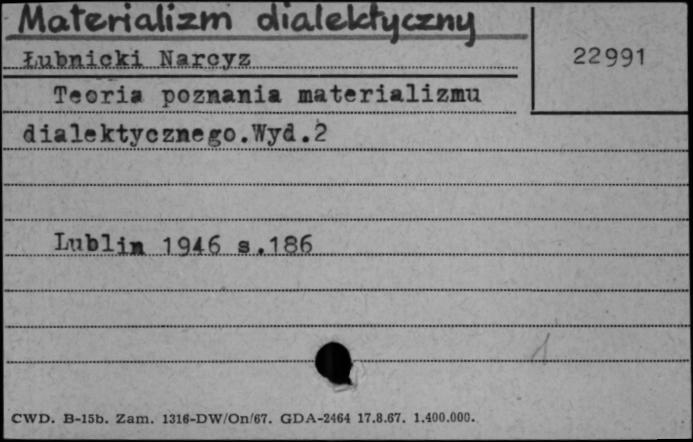 Materializm dialektyczny
Łubnicki Narcyz
22991
Teoria poznania materializmu
dialektycznego.Wyd.2
Lublin 1946 s.186
1
CWD. B-15b. Zam. 1316-DW/On/67. GDA-2464 17.8.67. 1.400.000.